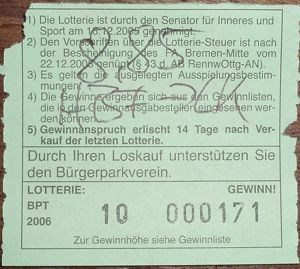 1) Die Lotterie ist durch den Senator für Inneres und
Sport am 16.12.2005 genehmigt.
2) Den Vorschriften über die Lotterie-Steuer ist nach
der Bescheinigung des FA Bremen-Mitte vom
22.12.2005 genügt (§ 13 d. AB RennwOttg-AN).
3) Es gelten die ausgelegten Ausspielungsbestim-
mungen.
4) Die Gewinne ergeben sich aus den Gewinnlisten,
die in den Gewinnausgabestellen eingesehen wer-
den können.
5) Gewinnanspruch erlischt 14 Tage nach Ver-
kauf der letzten Lotterie.
Durch Ihren Loskauf unterstützen Sie
den Bürgerparkverein.
LOTTERIE: GEWINN!
BPT
2006 10 000171
Zur Gewinnhöhe siehe Gewinnliste